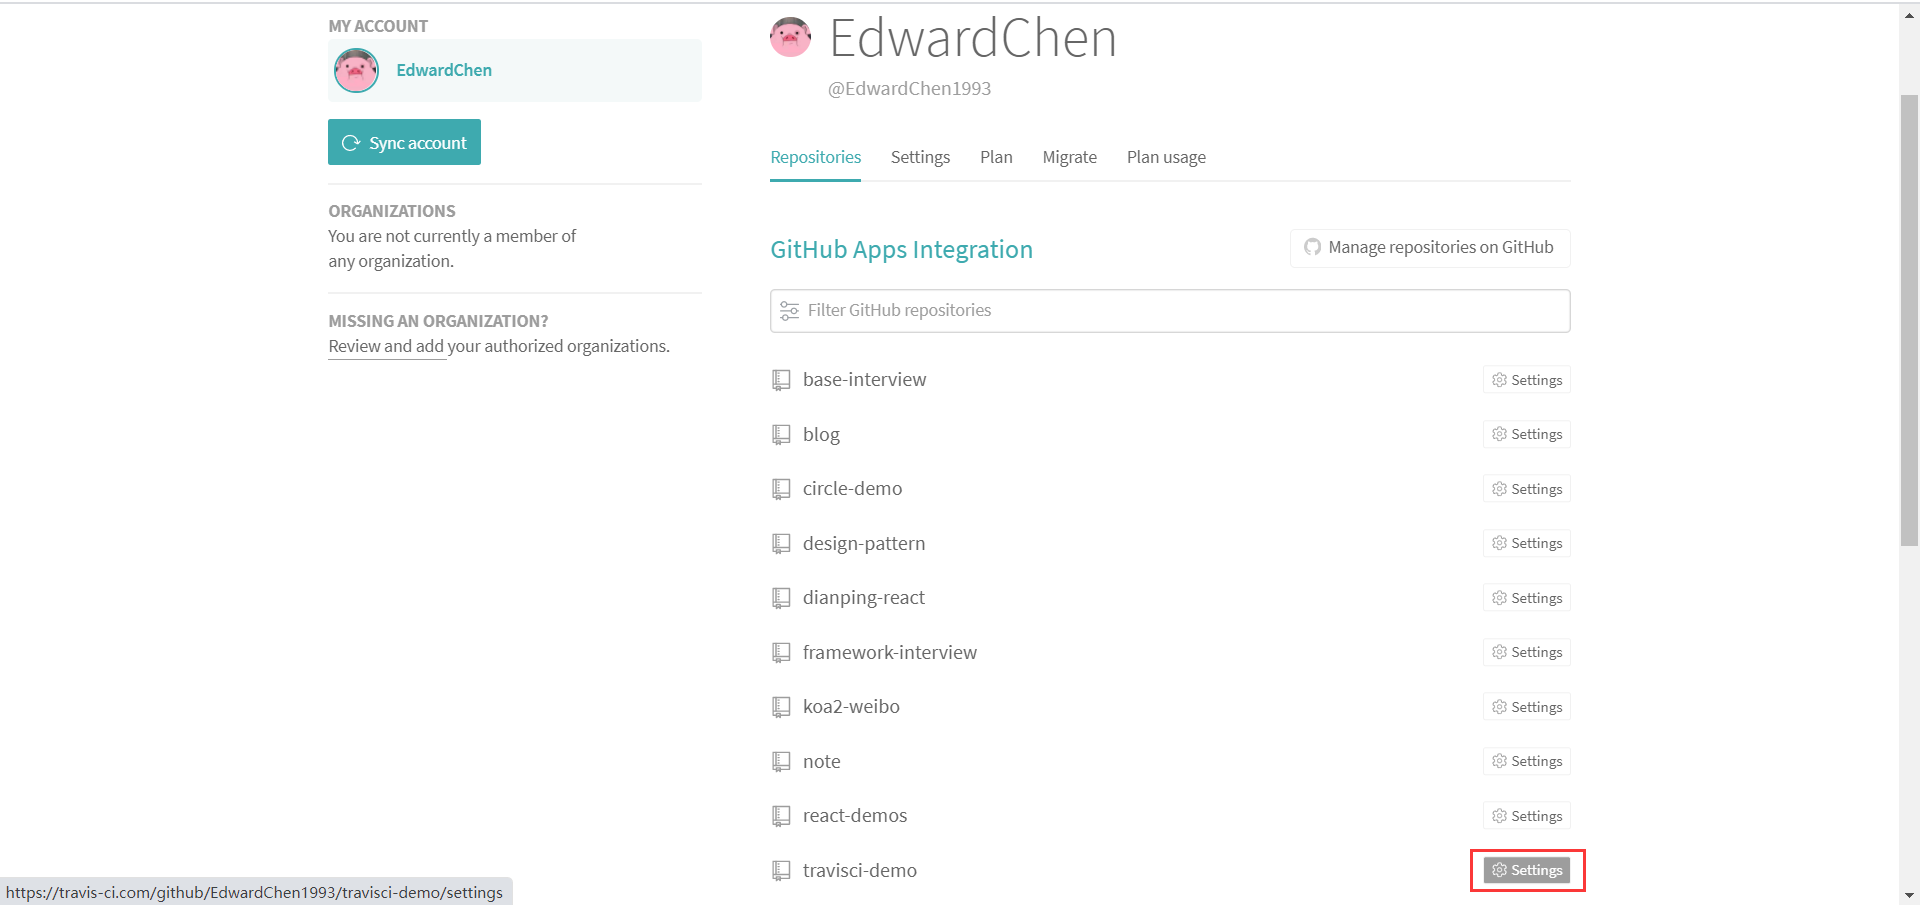 MY ACCOUNT
EdwardChen
Sync account
ORGANIZATIONS
You are not currently a member of
any organization.
MISSING AN ORGANIZATION?
Review and add your authorized organizations.
EdwardChen
@EdwardChen1993
Repositories Settings Plan Migrate Plan usage
GitHub Apps Integration
Manage repositories on GitHub
Filter GitHub repositories
base-interview Settings
blog Settings
circle-demo Settings
design-pattern Settings
dianping-react Settings
framework-interview Settings
koa2-weibo Settings
note Settings
react-demos Settings
travisci-demo Settings
https://travis-ci.com/github/EdwardChen1993/travisci-demo/settings